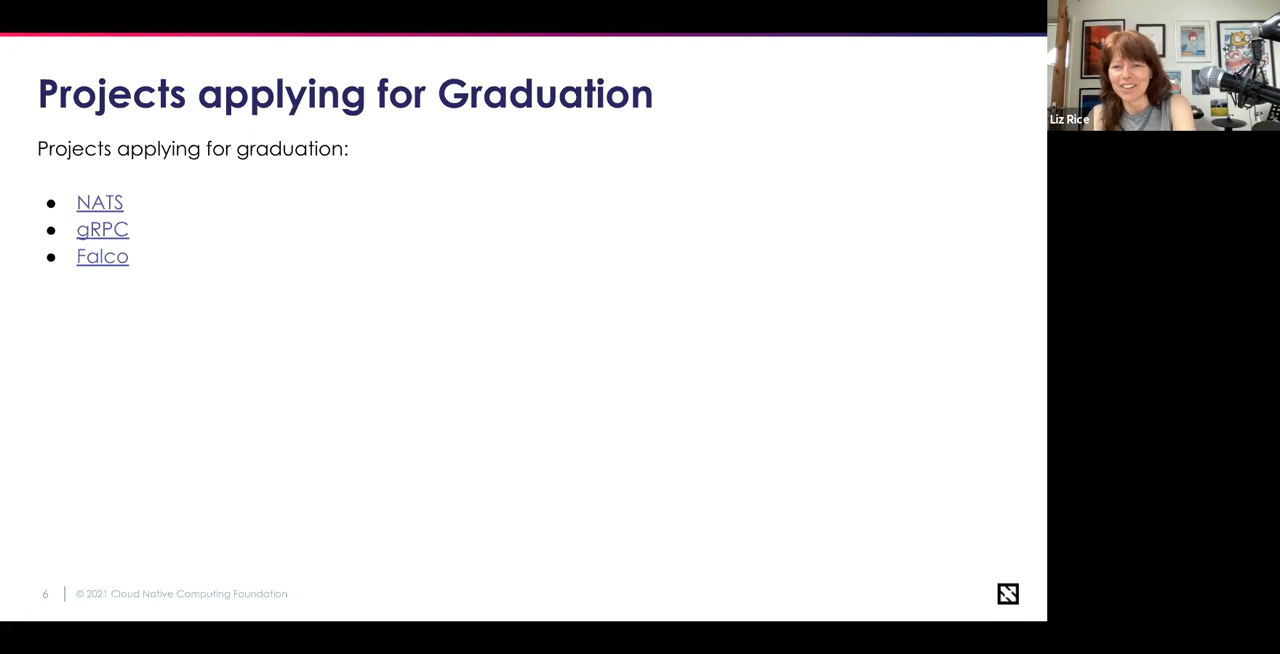 Projects applying for Graduation
Projects applying for graduation:
● NATS
● gRPC
● Falco
6
© 2021 Cloud Native Computing Foundation
Liz Rice